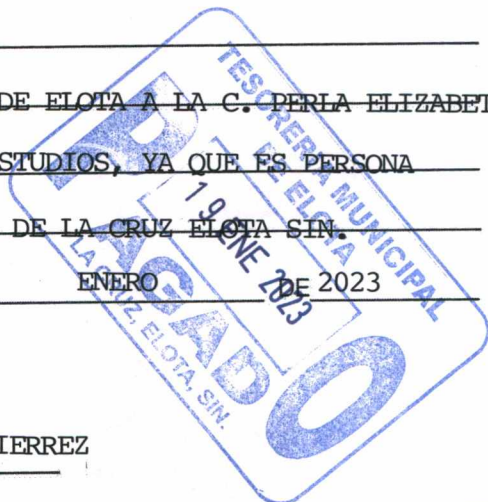 DE ELOTA A LA C. PERLA ELIZABET
STUDIOS, YA QUE ES PERSONA
DE LA CRUZ ELOTA SIN.
ENERO DE 2023
IERREZ
TESORERIA MUNICIPAL
DE ELOTA
19 ENE 2023
PAGADO
LA CRUZ, ELOTA, SIN.